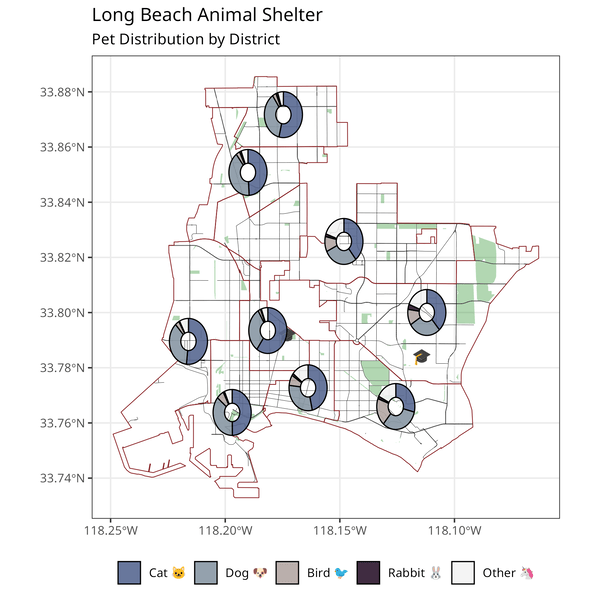 Long Beach Animal Shelter
Pet Distribution by District
33.88°N
33.86°N
33.84°N
33.82°N
33.80°N
33.78°N
33.76°N
33.74°N
118.25°W 118.20°W 118.15°W 118.10°W
Cat 🐱 Dog 🐶 Bird 🐦 Rabbit 🐰 Other 🦄